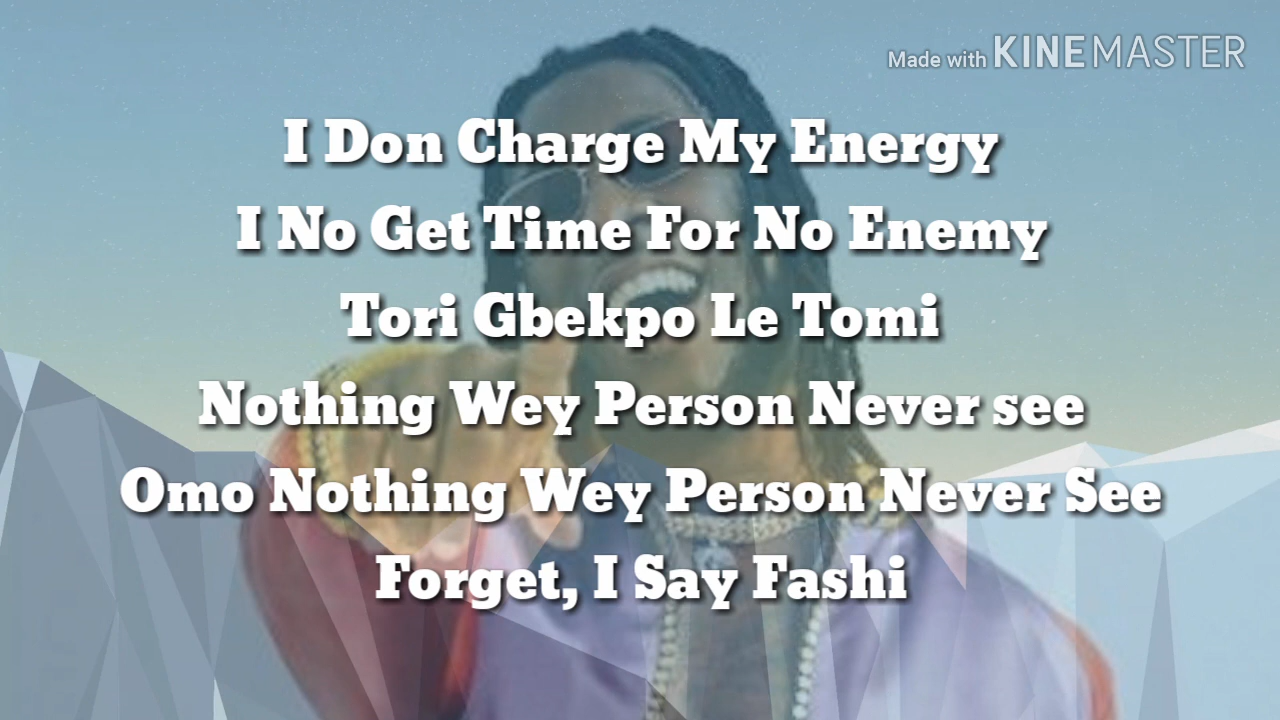 Made with KINEMASTER
I Don Charge My Energy
I No Get Time For No Enemy
Tori Gbekpo Le Tomi
Nothing Wey Person Never see
Omo Nothing Wey Person Never See
Forget, I Say Fashi